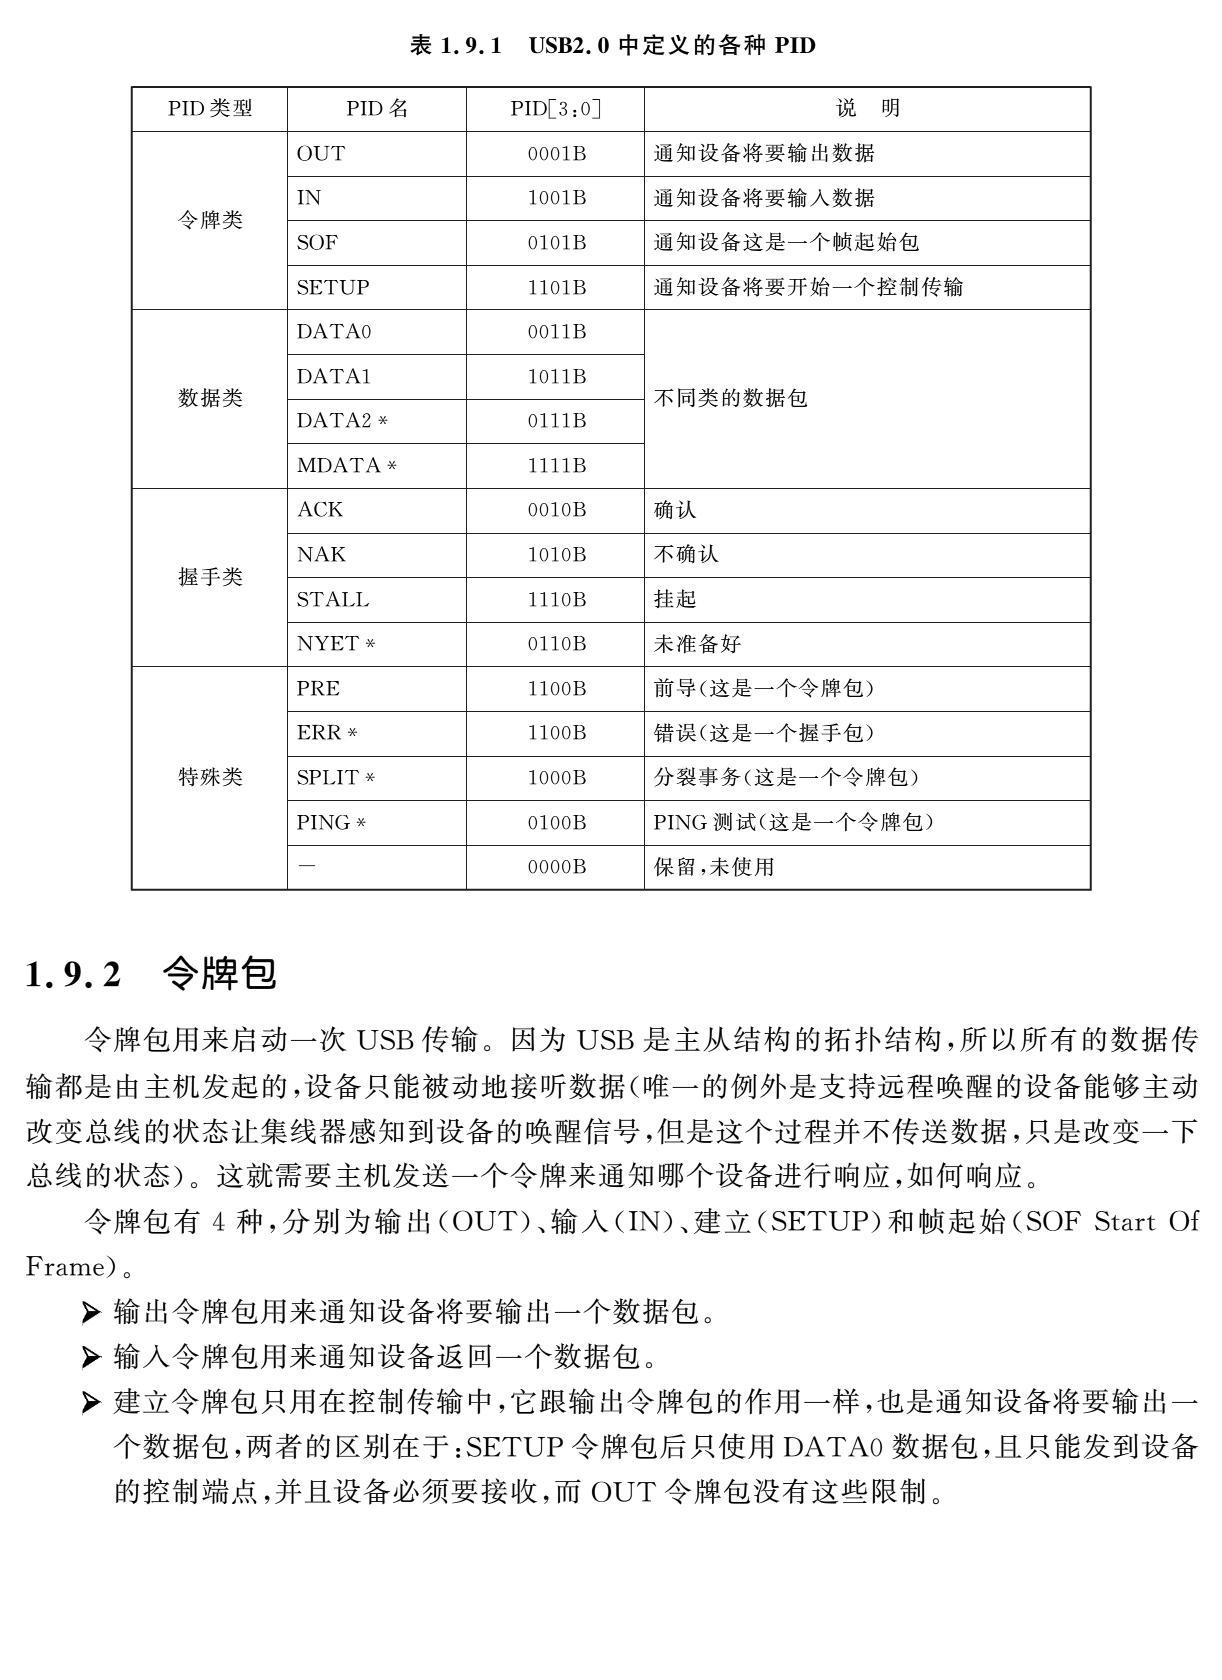 表 1.9.1 USB2.0 中定义的各种 PID
PID 类型 PID 名 PID[3:0] 说 明
令牌类 OUT 0001B 通知设备将要输出数据
IN 1001B 通知设备将要输入数据
SOF 0101B 通知设备这是一个帧起始包
SETUP 1101B 通知设备将要开始一个控制传输
数据类 DATA0 0011B 不同类的数据包
DATA1 1011B
DATA2 * 0111B
MDATA * 1111B
握手类 ACK 0010B 确认
NAK 1010B 不确认
STALL 1110B 挂起
NYET * 0110B 未准备好
特殊类 PRE 1100B 前导(这是一个令牌包)
ERR * 1100B 错误(这是一个握手包)
SPLIT * 1000B 分裂事务(这是一个令牌包)
PING * 0100B PING 测试(这是一个令牌包)
— 0000B 保留,未使用
1.9.2 令牌包
令牌包用来启动一次 USB 传输。因为 USB 是主从结构的拓扑结构,所以所有的数据传
输都是由主机发起的,设备只能被动地接听数据(唯一的例外是支持远程唤醒的设备能够主动
改变总线的状态让集线器感知到设备的唤醒信号,但是这个过程并不传送数据,只是改变一下
总线的状态)。这就需要主机发送一个令牌来通知哪个设备进行响应,如何响应。
令牌包有 4 种,分别为输出(OUT)、输入(IN)、建立(SETUP)和帧起始(SOF Start Of
Frame)。
➢ 输出令牌包用来通知设备将要输出一个数据包。
➢ 输入令牌包用来通知设备返回一个数据包。
➢ 建立令牌包只用在控制传输中,它跟输出令牌包的作用一样,也是通知设备将要输出一
个数据包,两者的区别在于:SETUP 令牌包后只使用 DATA0 数据包,且只能发到设备
的控制端点,并且设备必须要接收,而 OUT 令牌包没有这些限制。